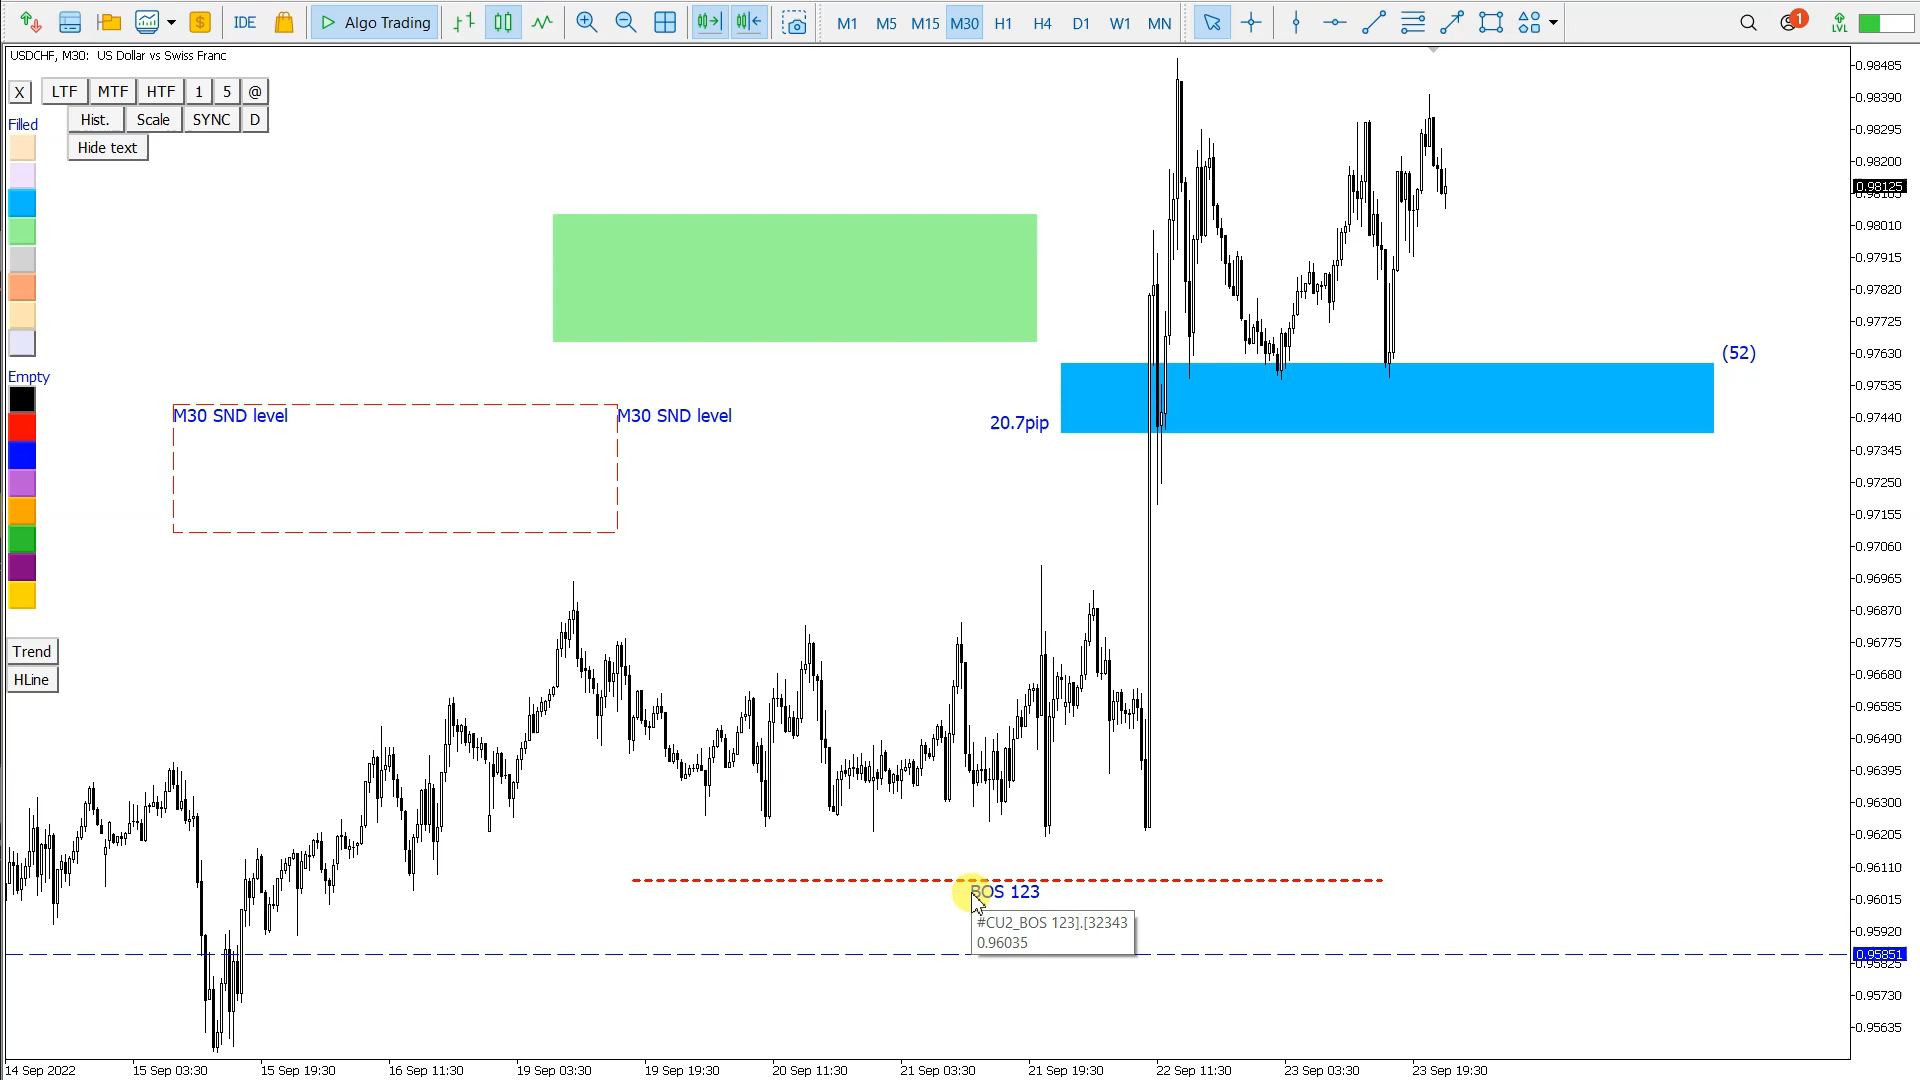 IDE
Algo Trading
M1 M5 M15 M30 H1 H4 D1 W1 MN
1
LVL
USDCHF, M30: US Dollar vs Swiss Franc
X LTF MTF HTF 1 5 @
Hist. Scale SYNC D
Hide text
Filled
Empty
Trend
HLine
M30 SND level
M30 SND level
20.7pip
(52)
BOS 123
#CU2_BOS 123].[32343
0.96035
0.98485
0.98390
0.98295
0.98200
0.98125
0.98105
0.98010
0.97915
0.97820
0.97725
0.97630
0.97535
0.97440
0.97345
0.97250
0.97155
0.97060
0.96965
0.96870
0.96775
0.96680
0.96585
0.96490
0.96395
0.96300
0.96205
0.96110
0.96015
0.95920
0.95851
0.95825
0.95730
0.95635
14 Sep 2022
15 Sep 03:30
15 Sep 19:30
16 Sep 11:30
19 Sep 03:30
19 Sep 19:30
20 Sep 11:30
21 Sep 03:30
21 Sep 19:30
22 Sep 11:30
23 Sep 03:30
23 Sep 19:30